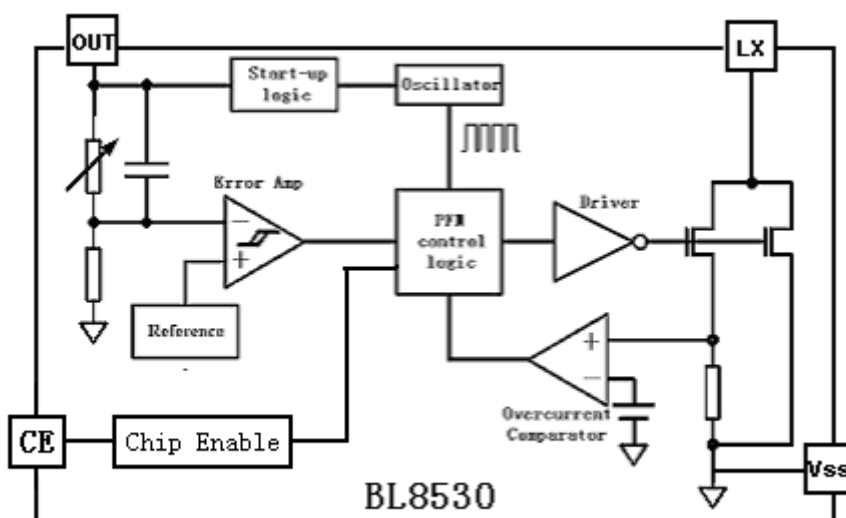 OUT
LX
Start-up
logic
Oscillator
Error Amp
-
+
PFM
control
logic
Driver
Reference
+
-
Overcurrent
Comparator
CE
Chip Enable
Vss
BL8530